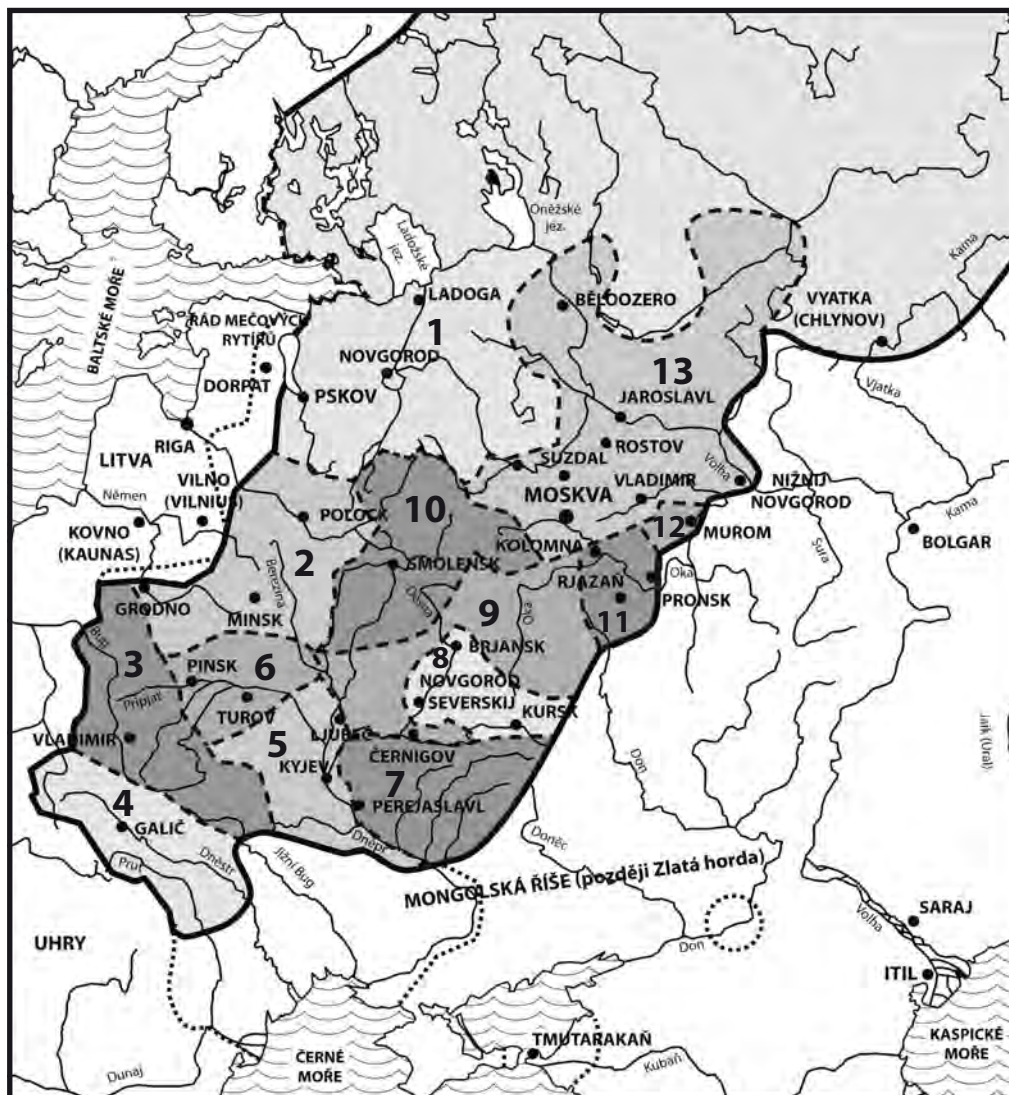 Oněžské
jez.
Ladožské
jez.
LADOGA
BĚLOOZERO
Kama
VYATKA
(CHLYNOV)
BALTSKÉ MOŘE
ŘÁD MEČOVÝCH
RYTÍŘŮ
1
NOVGOROD
DORPAT
PSKOV
13
JAROSLAVL
Vjatka
RIGA
LITVA
ROSTOV
SUZDAL
VILNO
(VILNIUS)
Němen
MOSKVA
VLADIMIR
Volha
NIŽNIJ
NOVGOROD
KOVNO
(KAUNAS)
POLOCK
10
12
MUROM
Kama
BOLGAR
2
Berezina
KOLOMNA
SMOLENSK
Sura
RJAZAŇ
Oka
PRONSK
GRODNO
MINSK
Desna
9
Oka
11
Bug
3
PINSK
6
8
BRJANSK
NOVGOROD
SEVERSKIJ
Pripjať
TUROV
KURSK
VLADIMIR
LJUBEČ
5
ČERNIGOV
Don
Jaik (Ural)
KYJEV
7
PEREJASLAVL
4
GALIČ
Prut
Dněstr
Dněpr
Doněc
Jižní Bug
MONGOLSKÁ ŘÍŠE (později Zlatá horda)
UHRY
Volha
SARAJ
Don
ITIL
TMUTARAKAŇ
ČERNÉ
MOŘE
Kubaň
KASPICKÉ
MOŘE
Dunaj